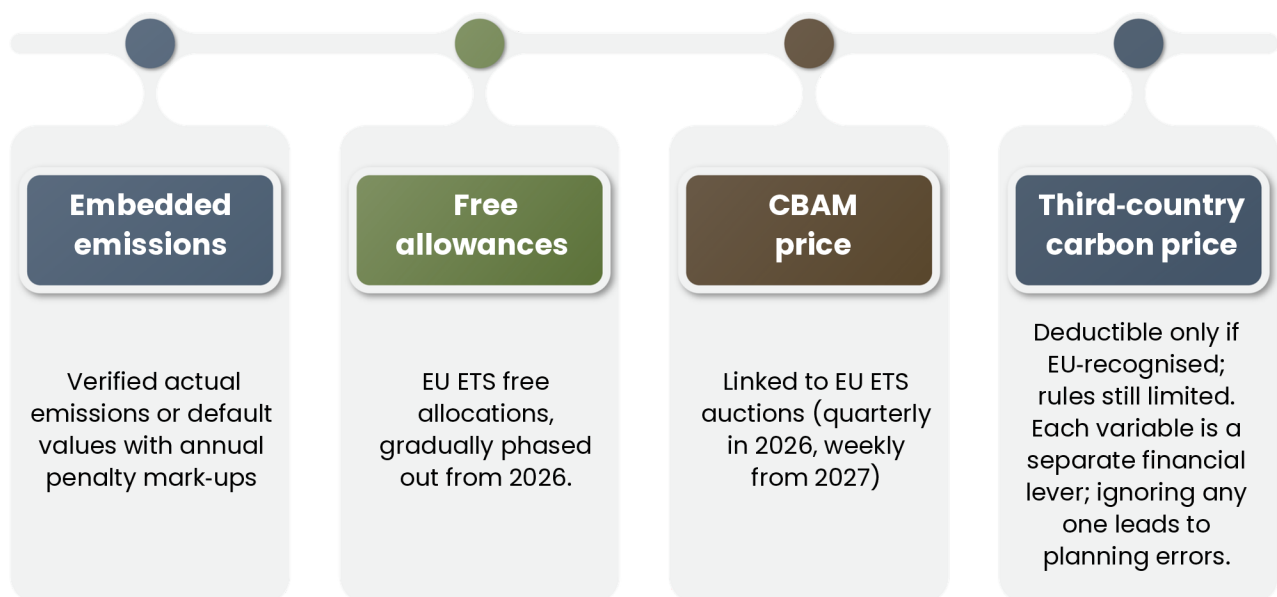 Embedded
emissions
Verified actual
emissions or default
values with annual
penalty mark-ups
Free
allowances
EU ETS free
allocations,
gradually phased
out from 2026.
CBAM
price
Linked to EU ETS
auctions (quarterly
in 2026, weekly
from 2027)
Third-country
carbon price
Deductible only if
EU-recognised;
rules still limited.
Each variable is a
separate financial
lever; ignoring any
one leads to
planning errors.